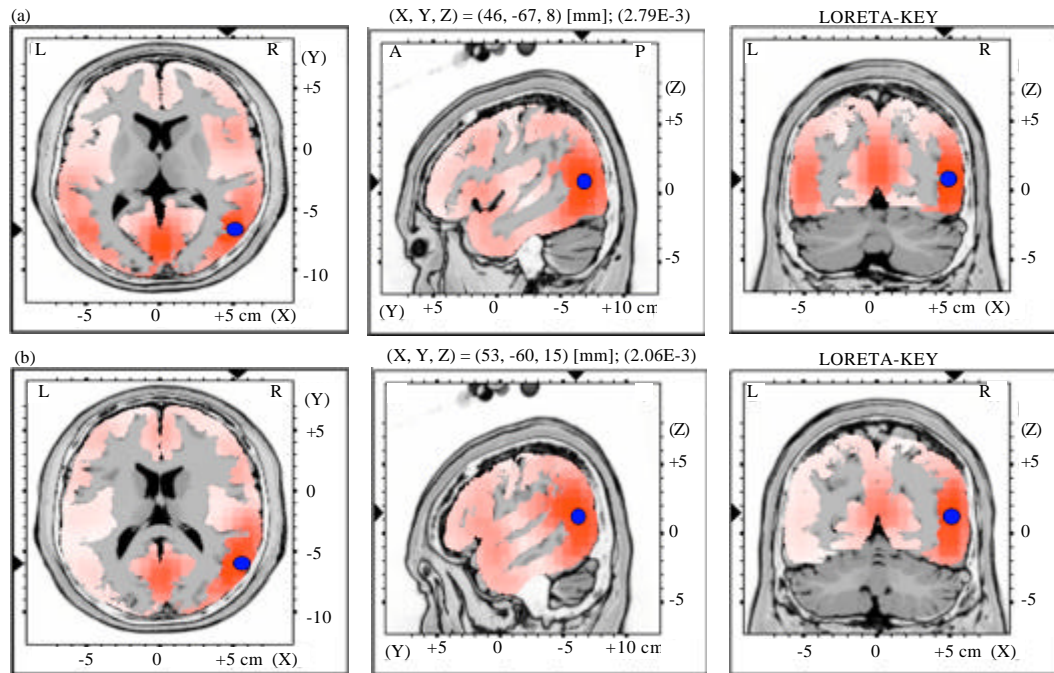 (a)
(X, Y, Z) = (46, -67, 8) [mm]; (2.79E-3)
LORETA-KEY
L R (Y)
A P (Z)
L R (Z)
+5
0
-5
-10
+5
0
-5
+5
0
-5
-5 0 +5 cm (X)
(Y) +5 0 -5 +10 cm
-5 0 +5 cm (X)
(b)
(X, Y, Z) = (53, -60, 15) [mm]; (2.06E-3)
LORETA-KEY
L R (Y)
(Z)
L R (Z)
+5
0
-5
-10
+5
0
-5
+5
0
-5
-5 0 +5 cm (X)
(Y) +5 0 -5 +10 cm
-5 0 +5 cm (X)